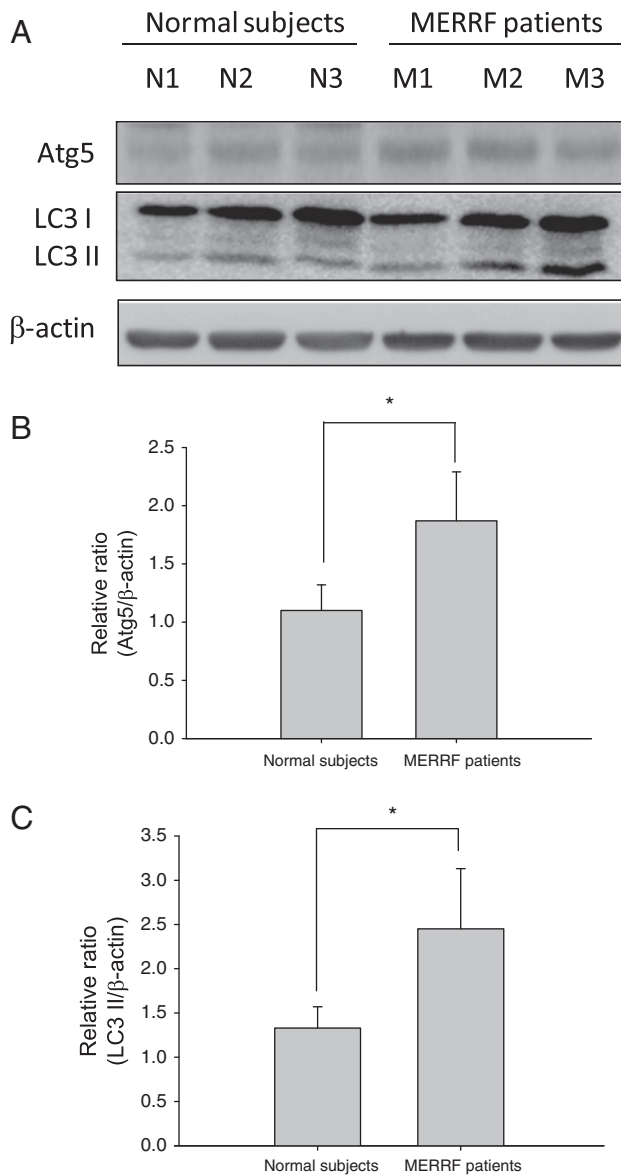 A
Normal subjects MERRF patients
N1 N2 N3 M1 M2 M3
Atg5
LC3 I
LC3 II
β-actin
B
*
2.5
2.0
1.5
1.0
0.5
0.0
Relative ratio
(Atg5/β-actin)
Normal subjects MERRF patients
C
*
3.5
3.0
2.5
2.0
1.5
1.0
0.5
0.0
Relative ratio
(LC3 II/β-actin)
Normal subjects MERRF patients